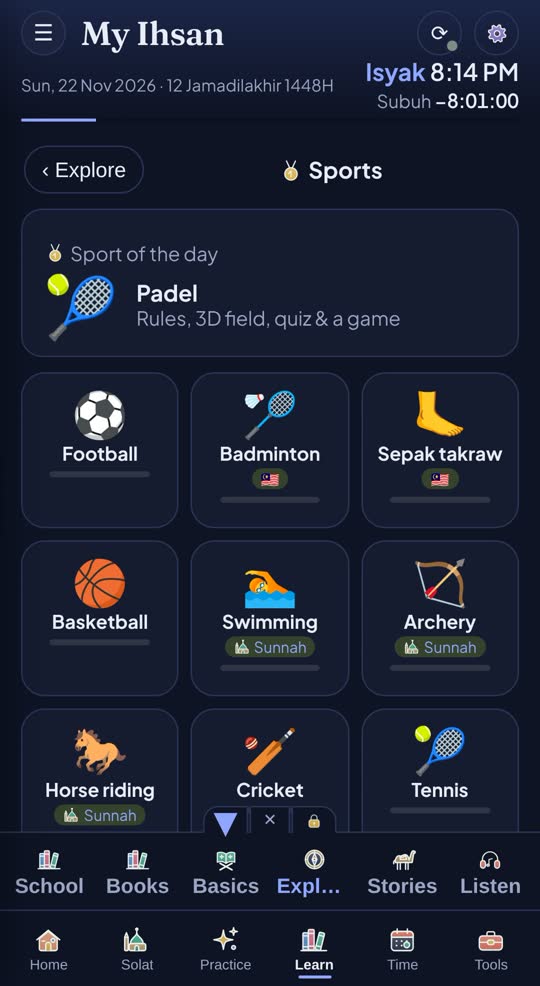 My Ihsan
Sun, 22 Nov 2026 · 12 Jamadilakhir 1448H
Isyak 8:14 PM
Subuh −8:01:00
‹ Explore
Sports
Sport of the day
Padel
Rules, 3D field, quiz & a game
Football
Badminton
Sepak takraw
Basketball
Swimming
Sunnah
Archery
Sunnah
Horse riding
Sunnah
Cricket
Tennis
School
Books
Basics
Expl...
Stories
Listen
Home
Solat
Practice
Learn
Time
Tools